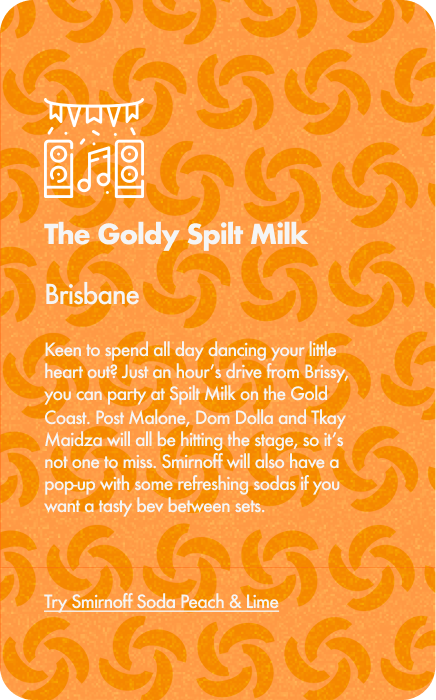 The Goldy Spilt Milk
Brisbane
Keen to spend all day dancing your little
heart out? Just an hour's drive from Brissy,
you can party at Spilt Milk on the Gold
Coast. Post Malone, Dom Dolla and Tkay
Maidza will all be hitting the stage, so it's
not one to miss. Smirnoff will also have a
pop-up with some refreshing sodas if you
want a tasty bev between sets.
Try Smirnoff Soda Peach & Lime